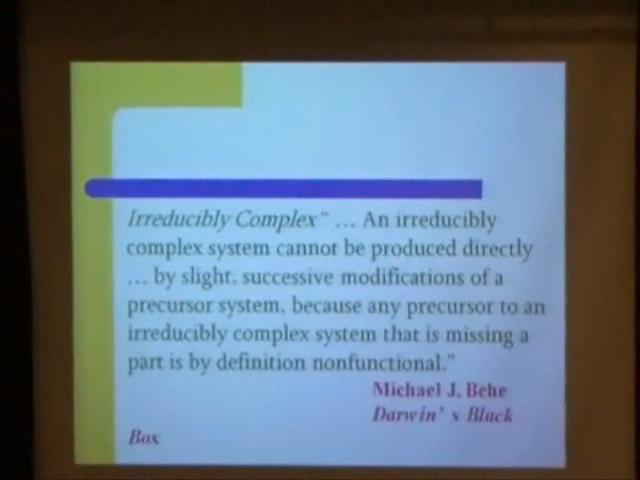 Irreducibly Complex" ... An irreducibly
complex system cannot be produced directly
... by slight, successive modifications of a
precursor system, because any precursor to an
irreducibly complex system that is missing a
part is by definition nonfunctional."
Michael J. Behe
Darwin' s Black
Box